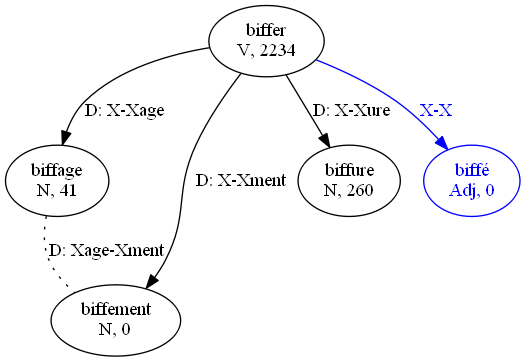 biffer
V, 2234
D: X-Xage
D: X-Xure
X-X
biffage
N, 41
D: X-Xment
biffure
N, 260
biffé
Adj, 0
D: Xage-Xment
biffement
N, 0